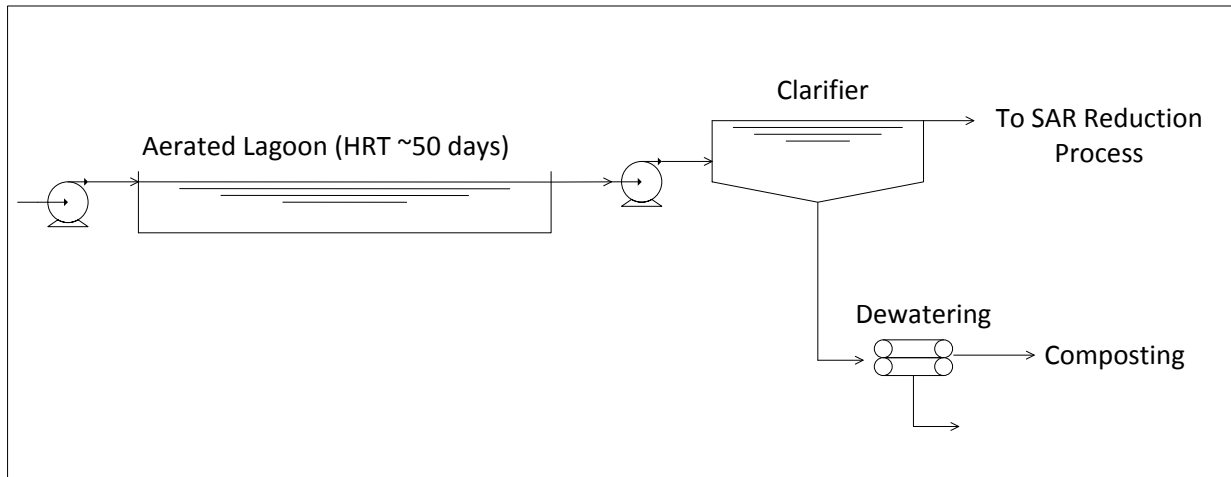 Clarifier
Aerated Lagoon (HRT ~50 days)
To SAR Reduction
Process
Dewatering
Composting